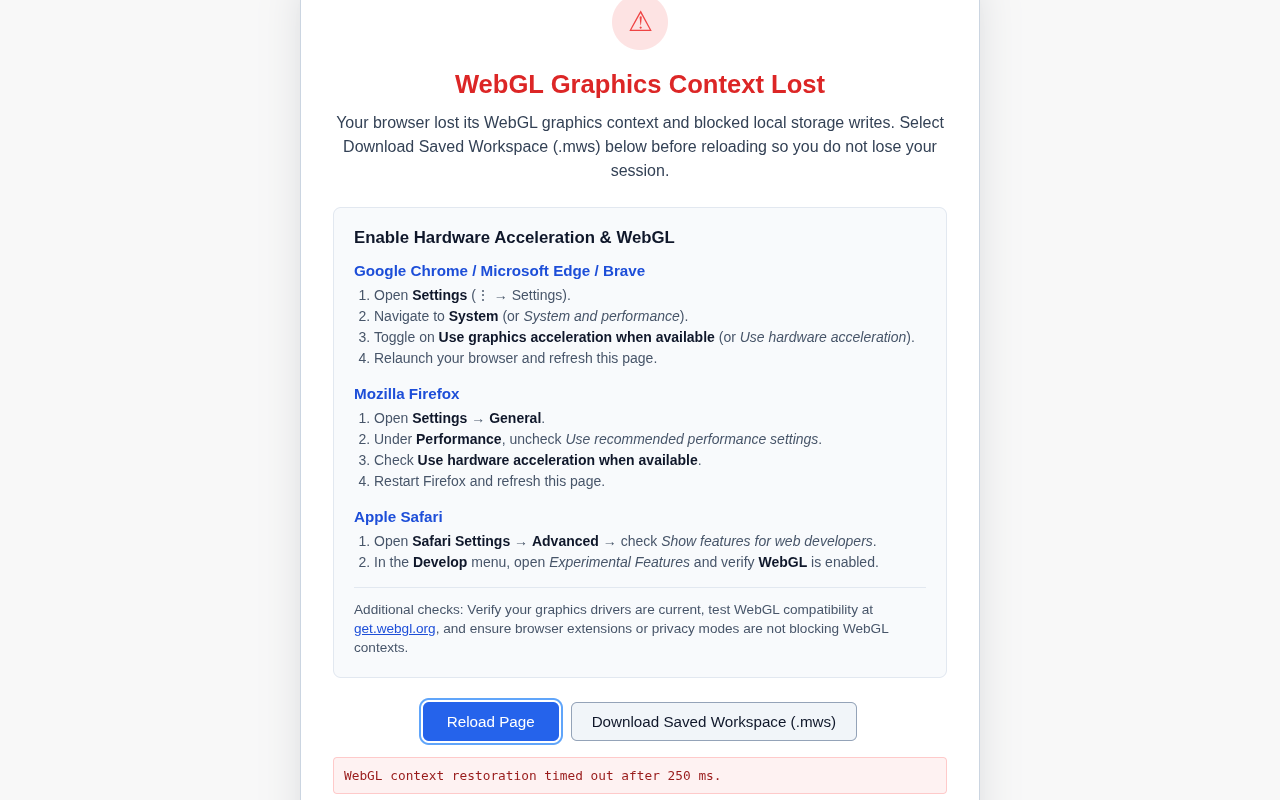 ⚠
WebGL Graphics Context Lost
Your browser lost its WebGL graphics context and blocked local storage writes. Select
Download Saved Workspace (.mws) below before reloading so you do not lose your
session.
Enable Hardware Acceleration & WebGL
Google Chrome / Microsoft Edge / Brave
1. Open Settings (⋮ → Settings).
2. Navigate to System (or System and performance).
3. Toggle on Use graphics acceleration when available (or Use hardware acceleration).
4. Relaunch your browser and refresh this page.
Mozilla Firefox
1. Open Settings → General.
2. Under Performance, uncheck Use recommended performance settings.
3. Check Use hardware acceleration when available.
4. Restart Firefox and refresh this page.
Apple Safari
1. Open Safari Settings → Advanced → check Show features for web developers.
2. In the Develop menu, open Experimental Features and verify WebGL is enabled.
Additional checks: Verify your graphics drivers are current, test WebGL compatibility at
get.webgl.org, and ensure browser extensions or privacy modes are not blocking WebGL
contexts.
Reload Page
Download Saved Workspace (.mws)
WebGL context restoration timed out after 250 ms.